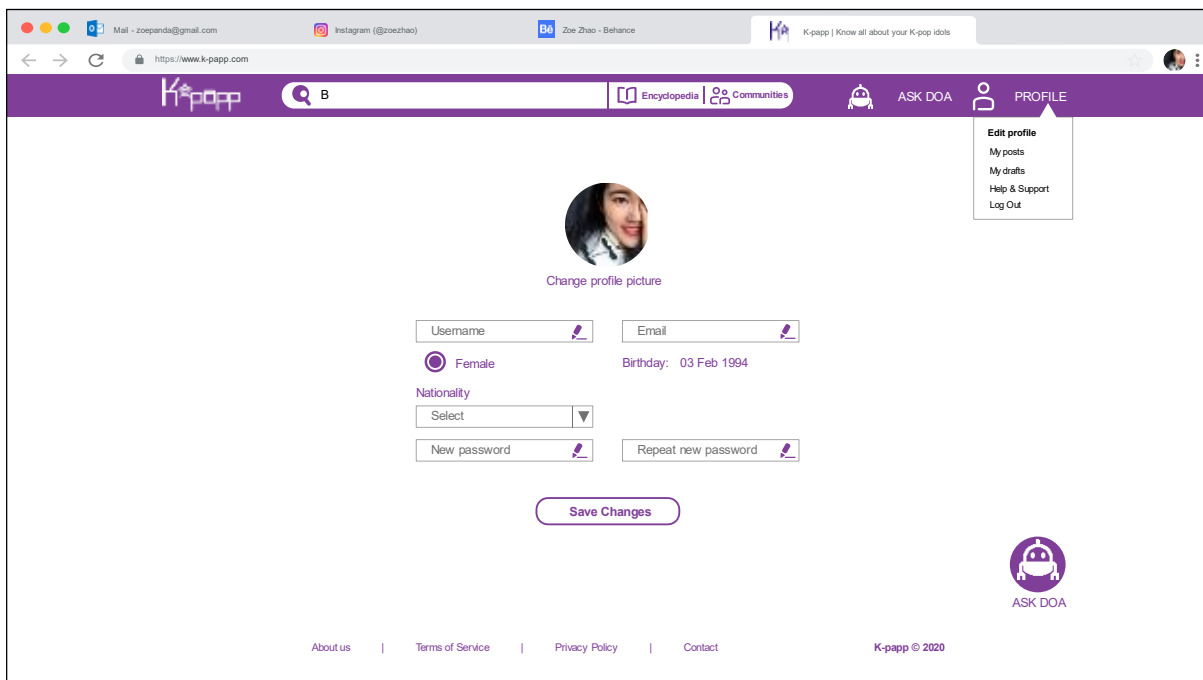 Mail - zoepanda@gmail.com
Instagram (@zoezhao)
Bē Zoe Zhao - Behance
K-papp | Know all about your K-pop idols
https://www.k-papp.com
K-papp
B
Encyclopedia
Communities
ASK DOA
PROFILE
Edit profile
My posts
My drafts
Help & Support
Log Out
Change profile picture
Username
Email
Female
Birthday: 03 Feb 1994
Nationality
Select
New password
Repeat new password
Save Changes
ASK DOA
About us | Terms of Service | Privacy Policy | Contact
K-papp © 2020